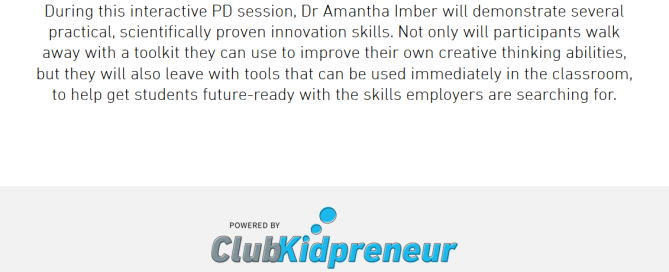 During this interactive PD session, Dr Amantha Imber will demonstrate several
practical, scientifically proven innovation skills. Not only will participants walk
away with a toolkit they can use to improve their own creative thinking abilities,
but they will also leave with tools that can be used immediately in the classroom,
to help get students future-ready with the skills employers are searching for.
POWERED BY
ClubKidpreneur